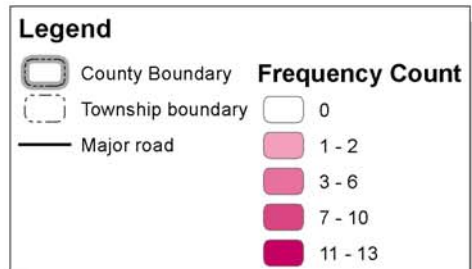 Legend
County Boundary
Township boundary
Major road
Frequency Count
0
1 - 2
3 - 6
7 - 10
11 - 13